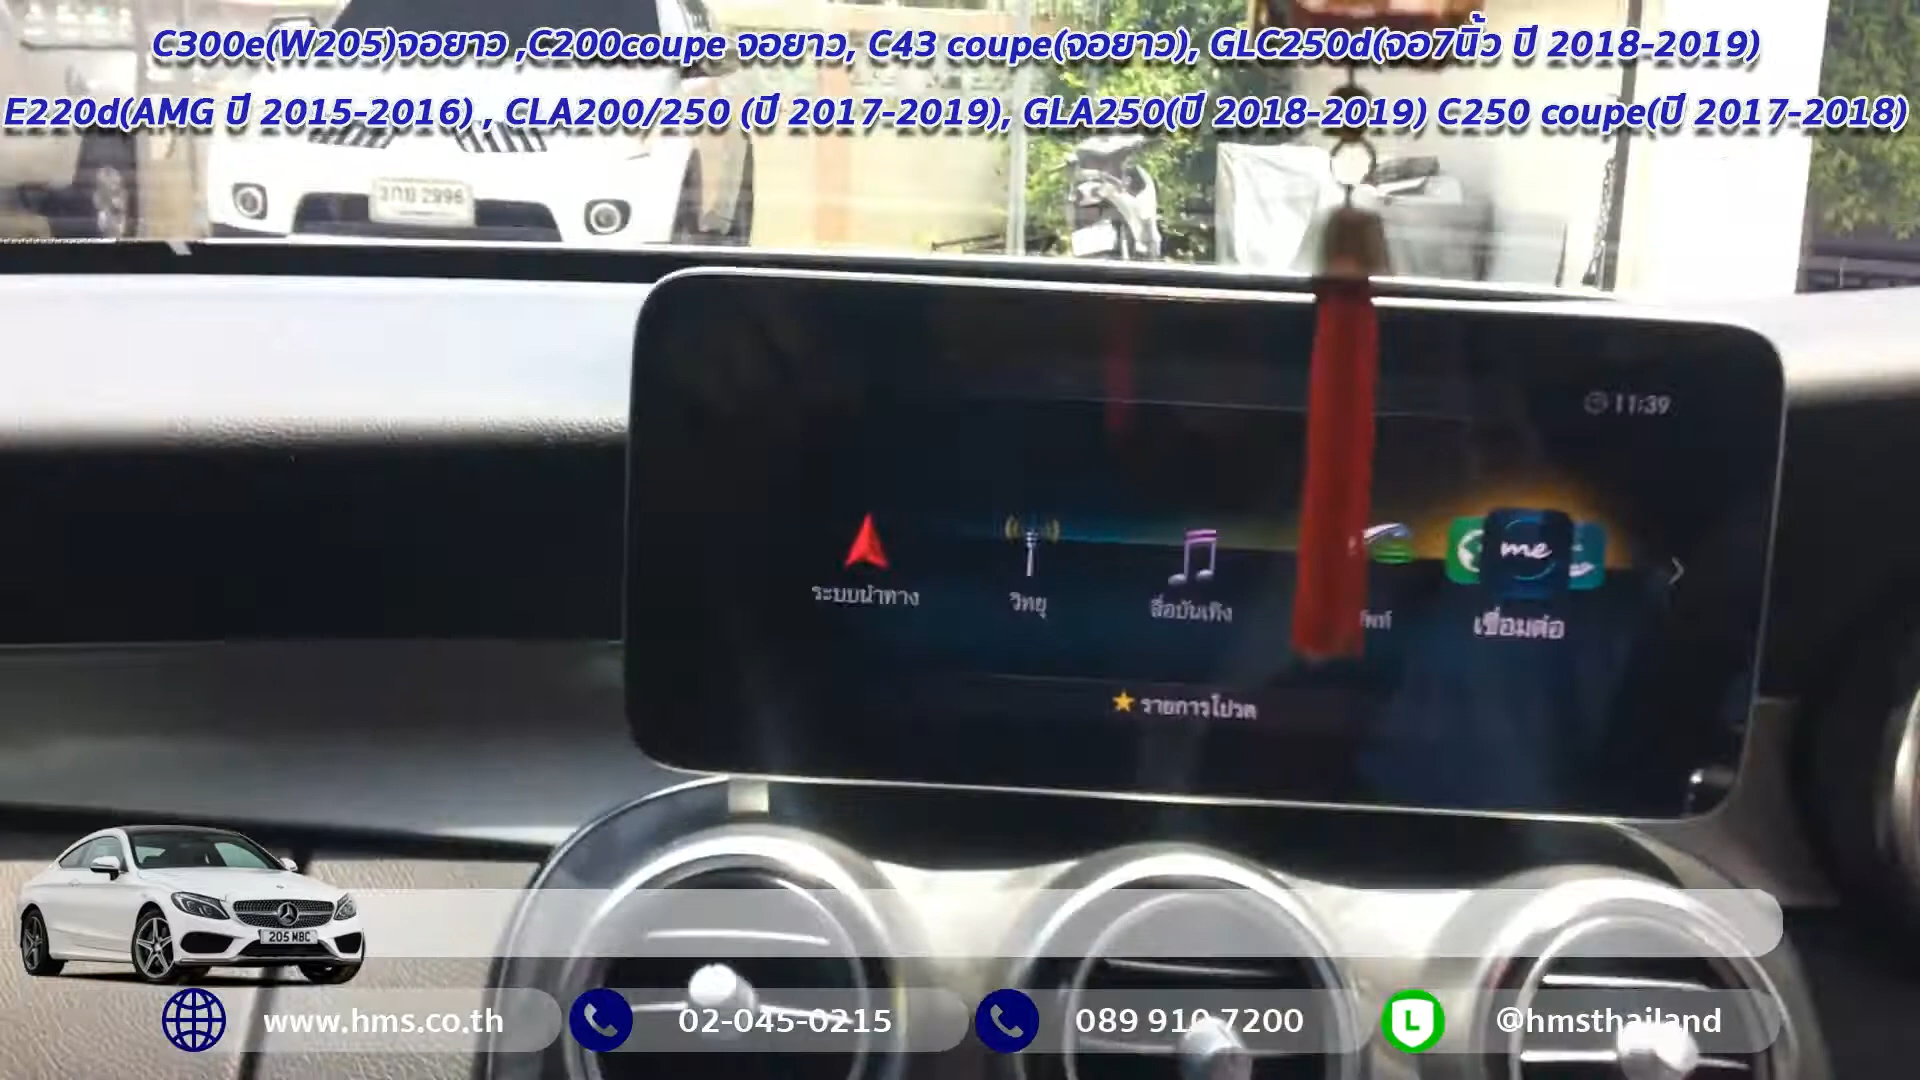 C300e(W205)จอยาว ,C200coupe จอยาว, C43 coupe(จอยาว), GLC250d(จอ7นิ้ว ปี 2018-2019)
E220d(AMG ปี 2015-2016) , CLA200/250 (ปี 2017-2019), GLA250(ปี 2018-2019) C250 coupe(ปี 2017-2018)
11:39
me
ระบบนำทาง
วิทยุ
สื่อบันเทิง
เชื่อมต่อ
รายการโปรด
205 MBC
www.hms.co.th
02-045-0215
089 910 7200
L
@hmsthailand